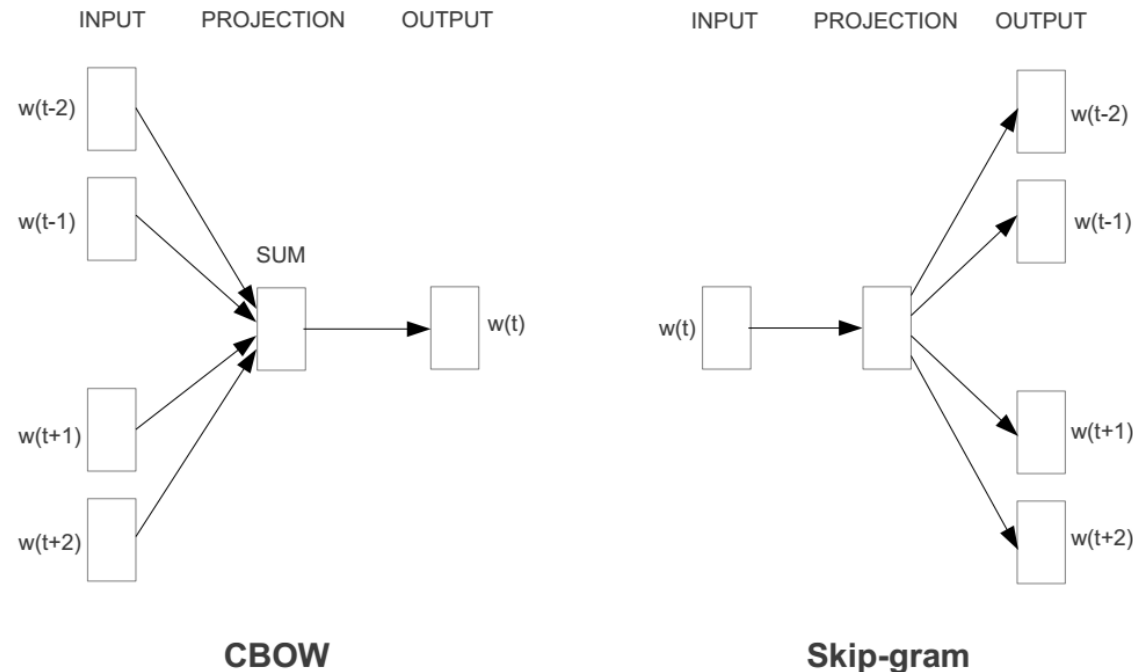 INPUT PROJECTION OUTPUT
w(t-2)
w(t-1)
SUM
w(t)
w(t+1)
w(t+2)
CBOW
INPUT PROJECTION OUTPUT
w(t-2)
w(t-1)
w(t)
w(t+1)
w(t+2)
Skip-gram